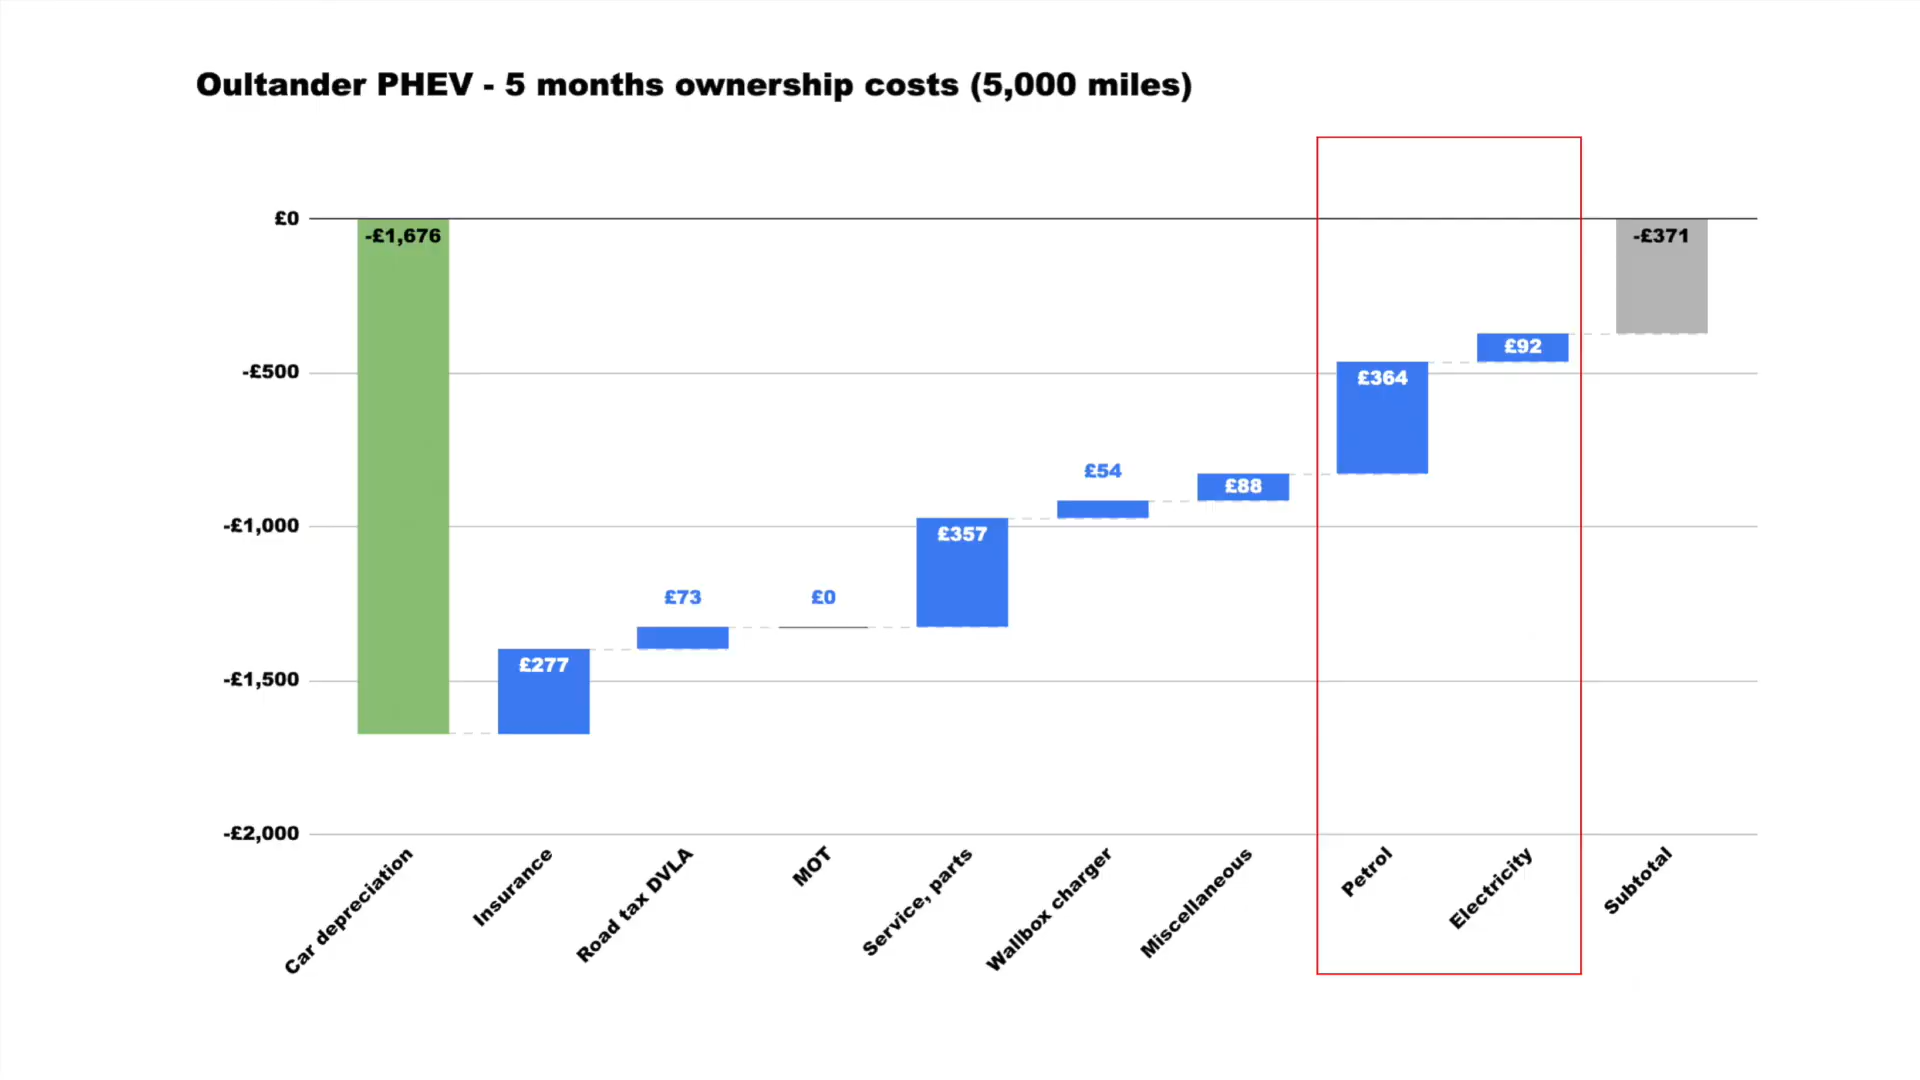 Oultander PHEV - 5 months ownership costs (5,000 miles)
£0
-£500
-£1,000
-£1,500
-£2,000
-£1,676
£277
£73
£0
£357
£54
£88
£364
£92
-£371
Car depreciation
Insurance
Road tax DVLA
MOT
Service, parts
Wallbox charger
Miscellaneous
Petrol
Electricity
Subtotal